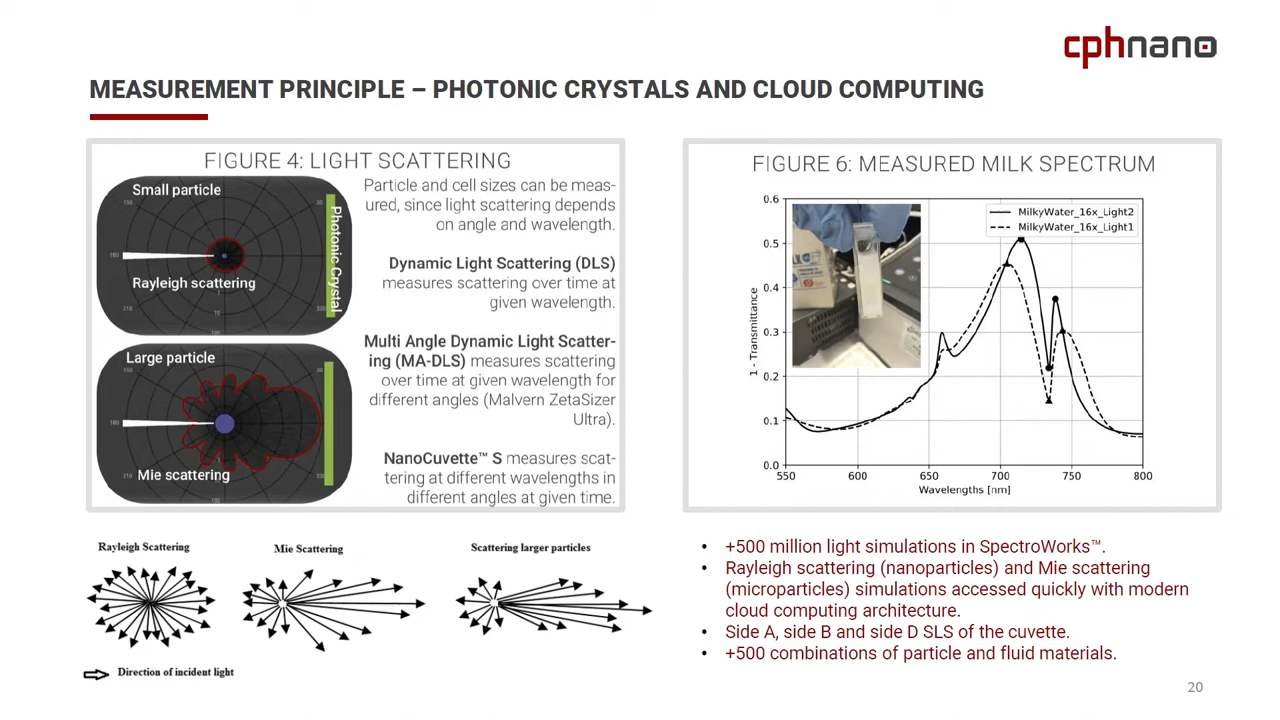 cphnano
MEASUREMENT PRINCIPLE – PHOTONIC CRYSTALS AND CLOUD COMPUTING
FIGURE 4: LIGHT SCATTERING
Small particle
Rayleigh scattering
Photonic Crystal
Large particle
Mie scattering
Particle and cell sizes can be meas-
ured, since light scattering depends
on angle and wavelength.
Dynamic Light Scattering (DLS)
measures scattering over time at
given wavelength.
Multi Angle Dynamic Light Scatter-
ing (MA-DLS) measures scattering
over time at given wavelength for
different angles (Malvern ZetaSizer
Ultra).
NanoCuvette™ S measures scat-
tering at different wavelengths in
different angles at given time.
FIGURE 6: MEASURED MILK SPECTRUM
MilkyWater_16x_Light2
MilkyWater_16x_Light1
0.6
0.5
0.4
0.3
0.2
0.1
0.0
1 - Transmittance
550 600 650 700 750 800
Wavelengths [nm]
Rayleigh Scattering
Mie Scattering
Scattering larger particles
Direction of incident light
• +500 million light simulations in SpectroWorks™.
• Rayleigh scattering (nanoparticles) and Mie scattering
(microparticles) simulations accessed quickly with modern
cloud computing architecture.
• Side A, side B and side D SLS of the cuvette.
• +500 combinations of particle and fluid materials.
20